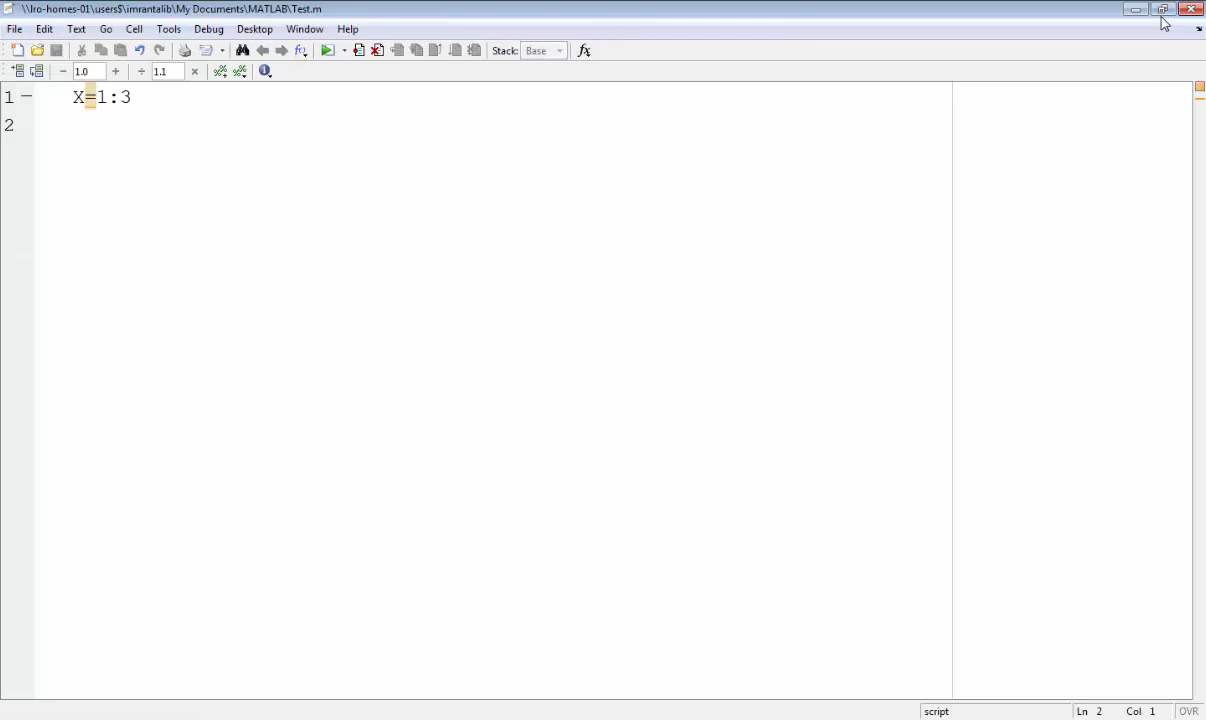 \\lro-homes-01\users$\imrantalib\My Documents\MATLAB\Test.m
File Edit Text Go Cell Tools Debug Desktop Window Help
Stack: Base fx
1.0 1.1
1 X=1:3
2
script Ln 2 Col 1 OVR